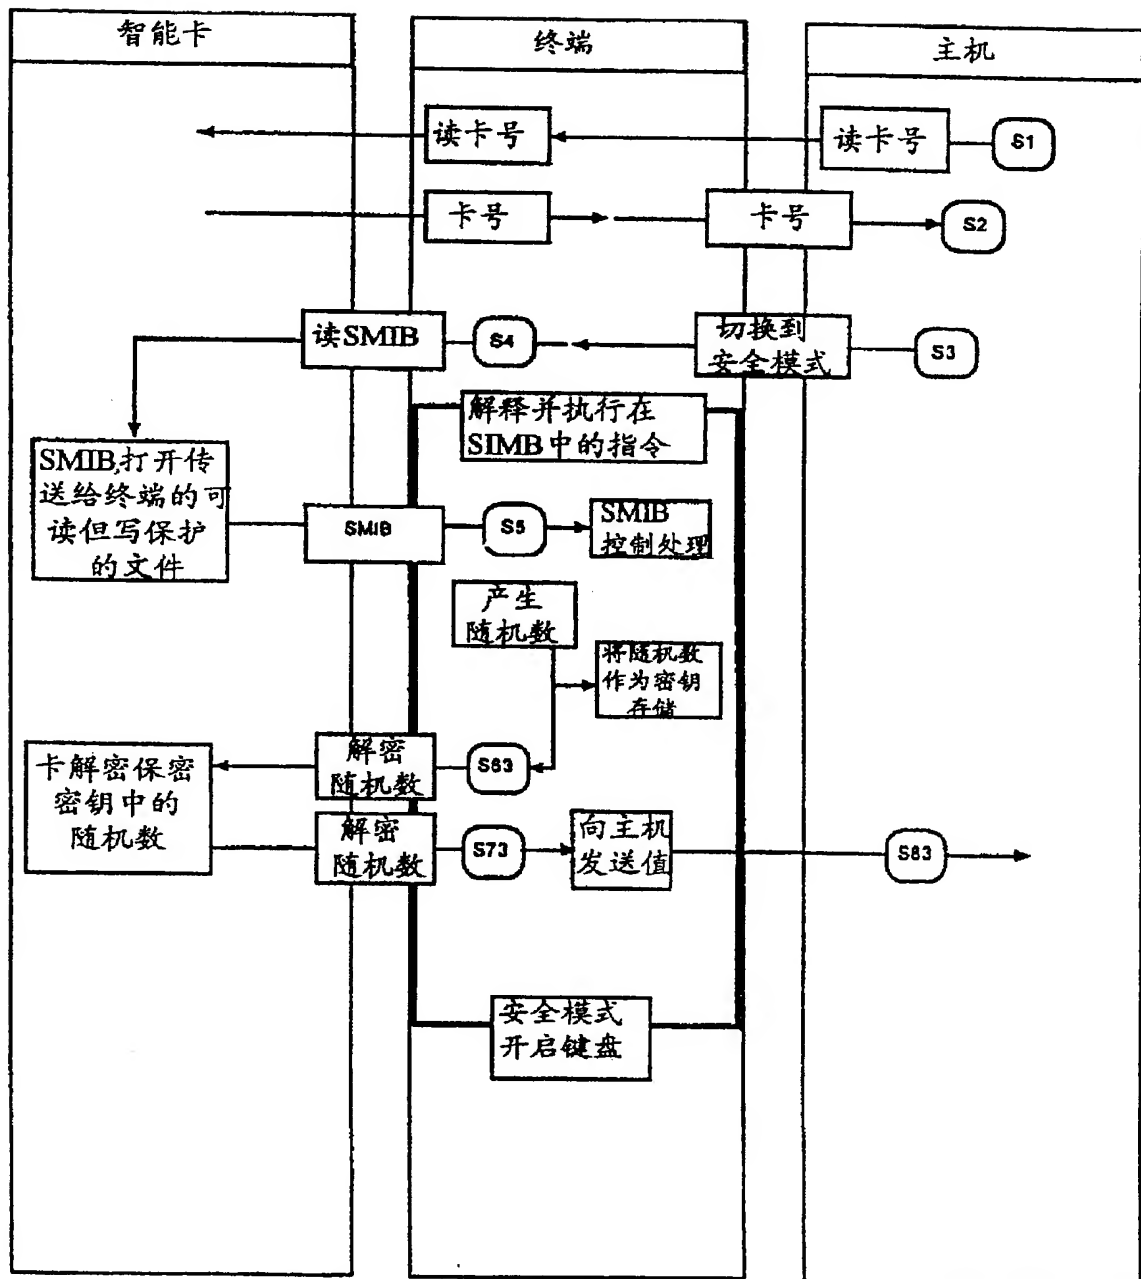 智能卡
终端
主机
读卡号
读卡号
S1
卡号
卡号
S2
读SMIB
S4
切换到
安全模式
S3
解释并执行在
SIMB中的指令
SMIB,打开传
送给终端的可
读但写保护
的文件
SMIB
S5
SMIB
控制处理
产生
随机数
将随机数
作为密钥
存储
卡解密保密
密钥中的
随机数
解密
随机数
S63
解密
随机数
S73
向主机
发送值
S83
安全模式
开启键盘